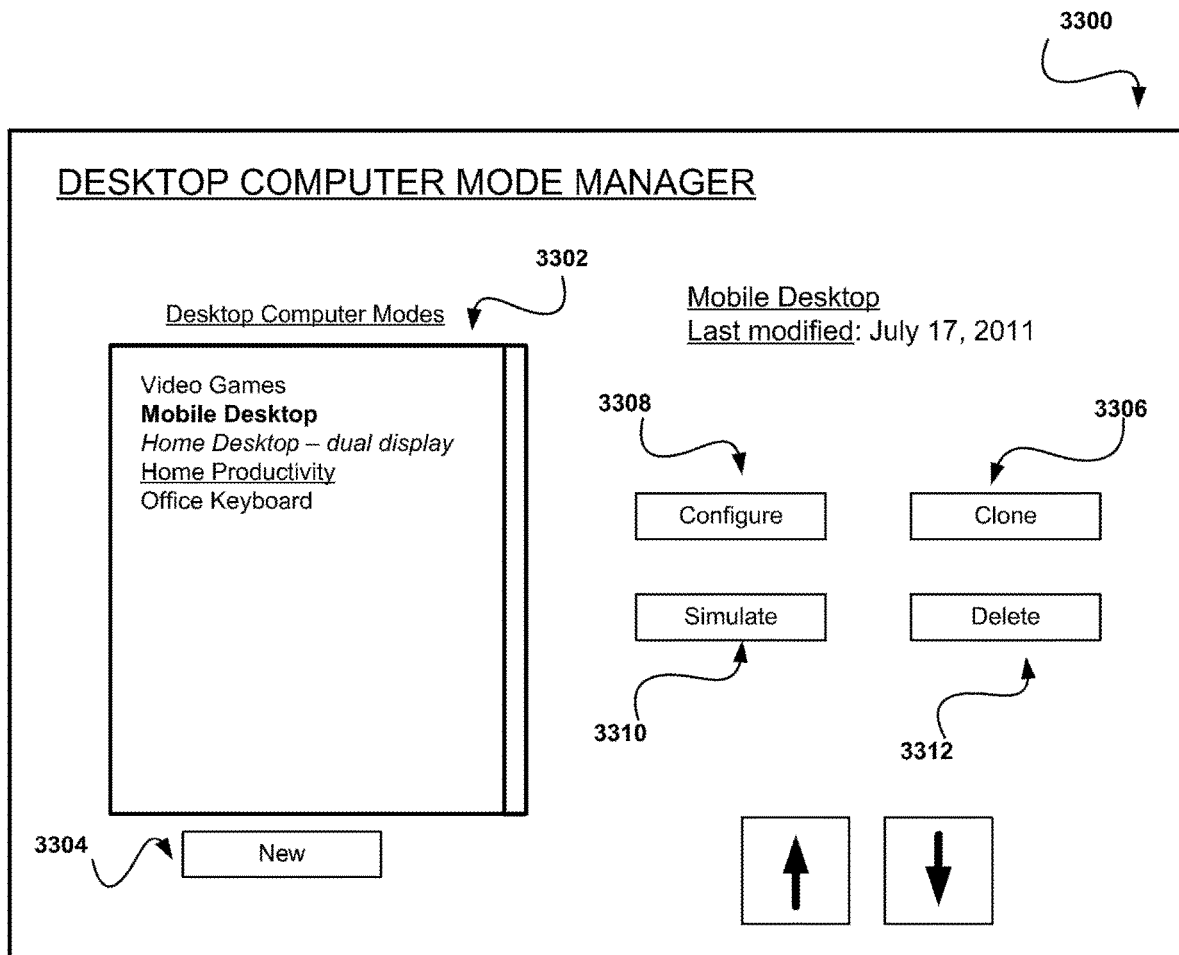 3300
DESKTOP COMPUTER MODE MANAGER
3302
Desktop Computer Modes
Video Games
Mobile Desktop
Home Desktop – dual display
Home Productivity
Office Keyboard
3304
New
Mobile Desktop
Last modified: July 17, 2011
3308
3306
Configure
Clone
Simulate
Delete
3310
3312